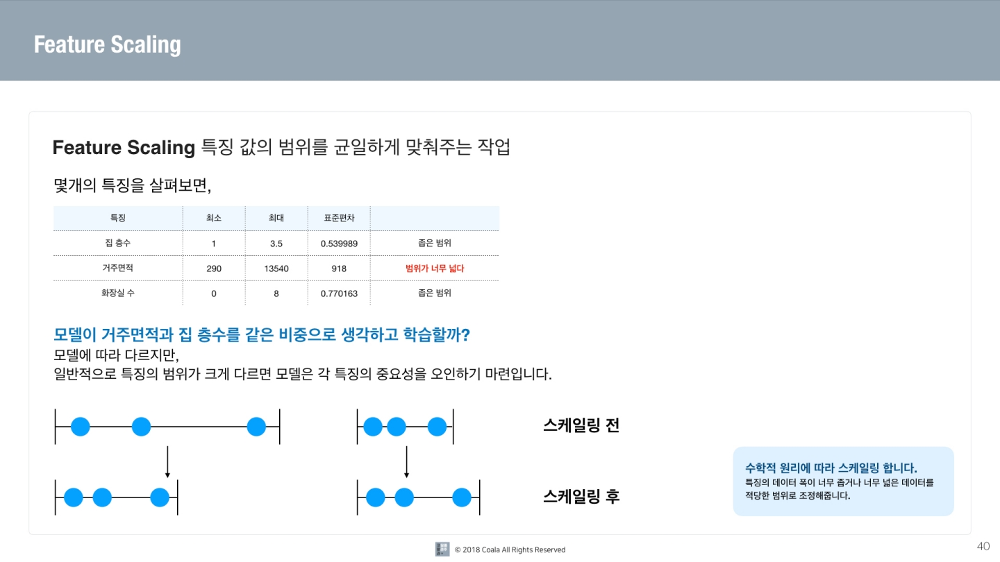 Feature Scaling
Feature Scaling 특징 값의 범위를 균일하게 맞춰주는 작업
몇개의 특징을 살펴보면,
특징 최소 최대 표준편차
집 층수 1 3.5 0.539989 좁은 범위
거주면적 290 13540 918 범위가 너무 넓다
화장실 수 0 8 0.770163 좁은 범위
모델이 거주면적과 집 층수를 같은 비중으로 생각하고 학습할까?
모델에 따라 다르지만,
일반적으로 특징의 범위가 크게 다르면 모델은 각 특징의 중요성을 오인하기 마련입니다.
스케일링 전
스케일링 후
수학적 원리에 따라 스케일링 합니다.
특징의 데이터 폭이 너무 좁거나 너무 넓은 데이터를
적당한 범위로 조정해줍니다.
© 2018 Coala All Rights Reserved
40